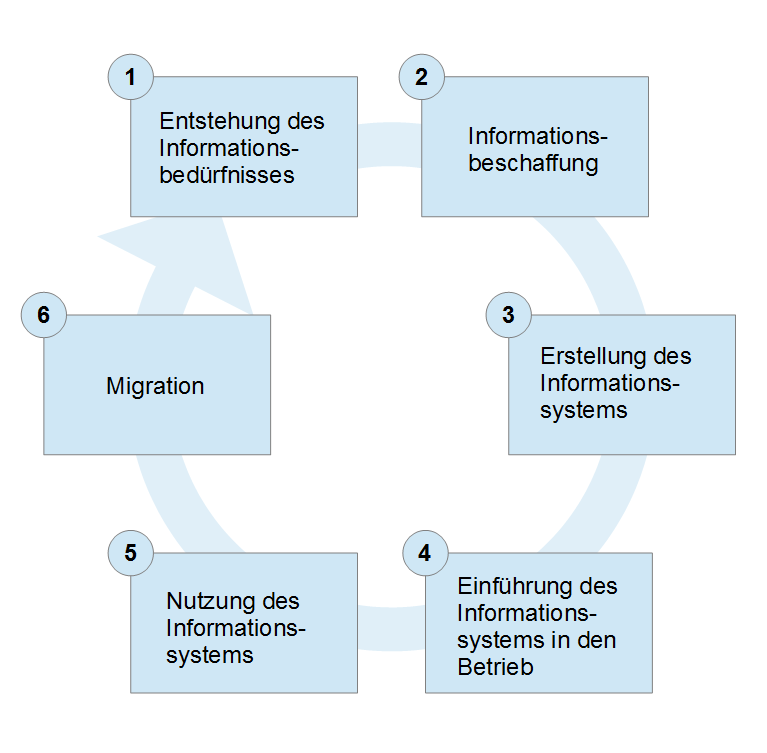 1
Entstehung des
Informations-
bedürfnisses
2
Informations-
beschaffung
3
Erstellung des
Informations-
systems
4
Einführung des
Informations-
systems in den
Betrieb
5
Nutzung des
Informations-
systems
6
Migration